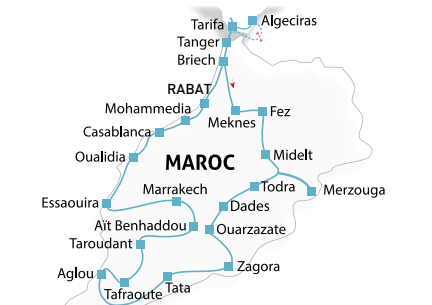 Tarifa
Algeciras
Tanger
Briech
RABAT
Mohammedia
Meknes
Fez
Casablanca
Oualidia
MAROC
Midelt
Marrakech
Todra
Merzouga
Essaouira
Dades
Aït Benhaddou
Ouarzazate
Taroudant
Zagora
Aglou
Tata
Tafraoute